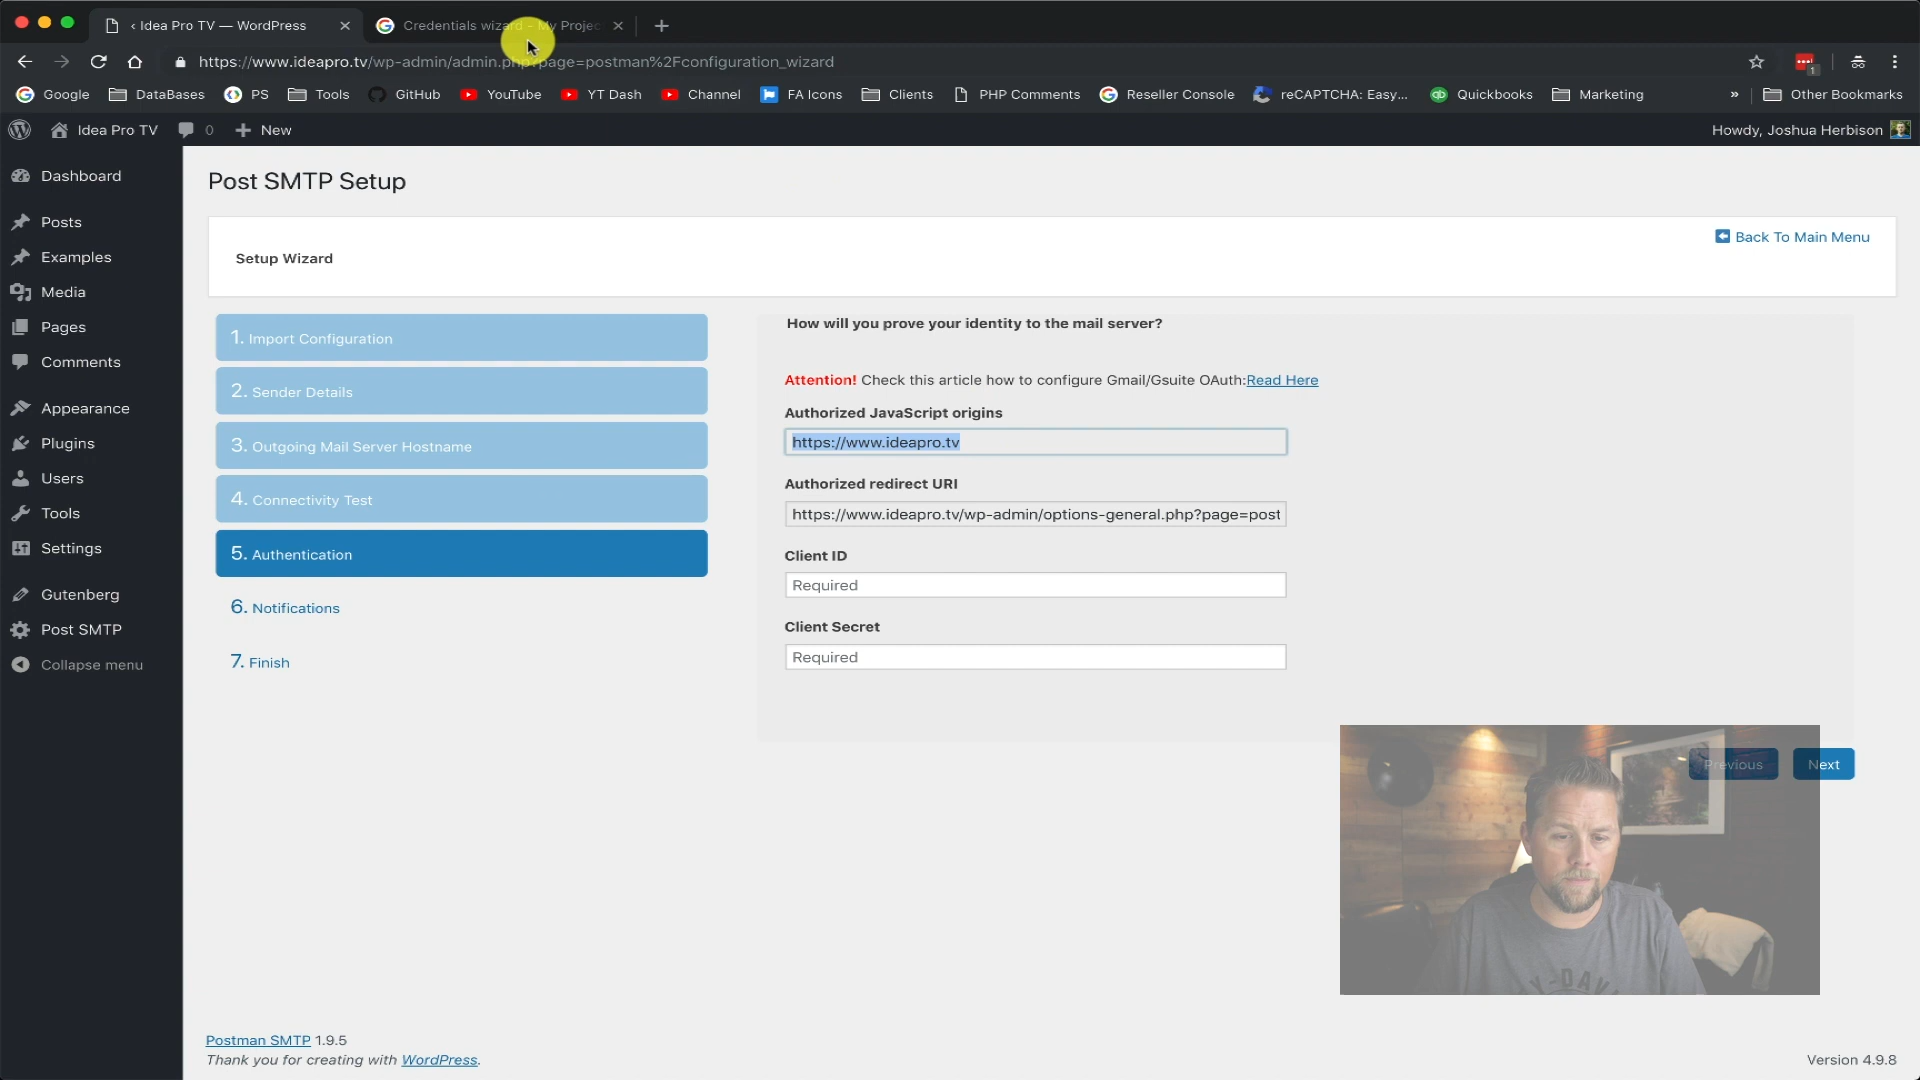 ‹ Idea Pro TV — WordPress
Credentials wizard - My Projec
https://www.ideapro.tv/wp-admin/admin.php?page=postman%2Fconfiguration_wizard
1
Google
DataBases
PS
Tools
GitHub
YouTube
YT Dash
Channel
FA Icons
Clients
PHP Comments
Reseller Console
reCAPTCHA: Easy...
Quickbooks
Marketing
»
Other Bookmarks
Idea Pro TV
0
New
Howdy, Joshua Herbison
Dashboard
Posts
Examples
Media
Pages
Comments
Appearance
Plugins
Users
Tools
Settings
Gutenberg
Post SMTP
Collapse menu
Post SMTP Setup
Back To Main Menu
Setup Wizard
1. Import Configuration
2. Sender Details
3. Outgoing Mail Server Hostname
4. Connectivity Test
5. Authentication
6. Notifications
7. Finish
How will you prove your identity to the mail server?
Attention! Check this article how to configure Gmail/Gsuite OAuth:Read Here
Authorized JavaScript origins
https://www.ideapro.tv
Authorized redirect URI
https://www.ideapro.tv/wp-admin/options-general.php?page=post
Client ID
Required
Client Secret
Required
Previous
Next
Postman SMTP 1.9.5
Thank you for creating with WordPress.
Version 4.9.8